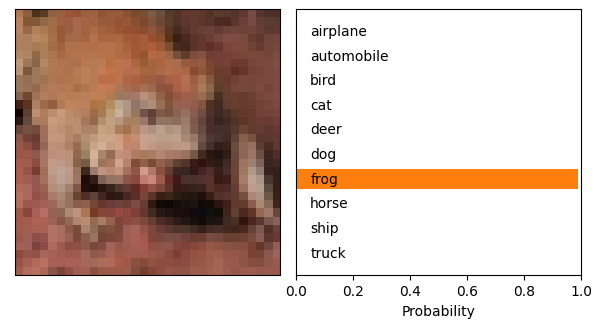 airplane
automobile
bird
cat
deer
dog
frog
horse
ship
truck
0.0 0.2 0.4 0.6 0.8 1.0
Probability